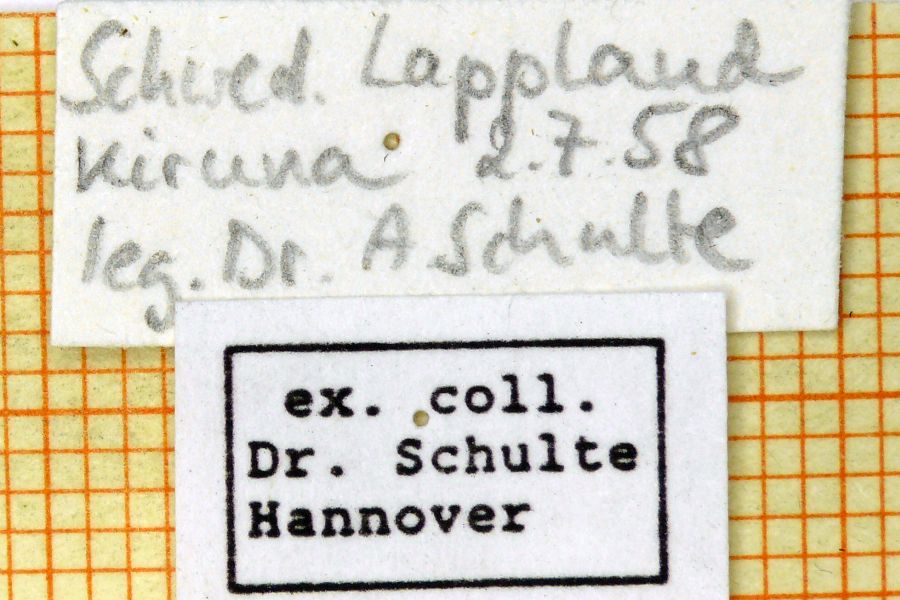 Schwed. Lappland
Kiruna 2.7.58
leg. Dr. A. Schulte
ex. coll.
Dr. Schulte
Hannover